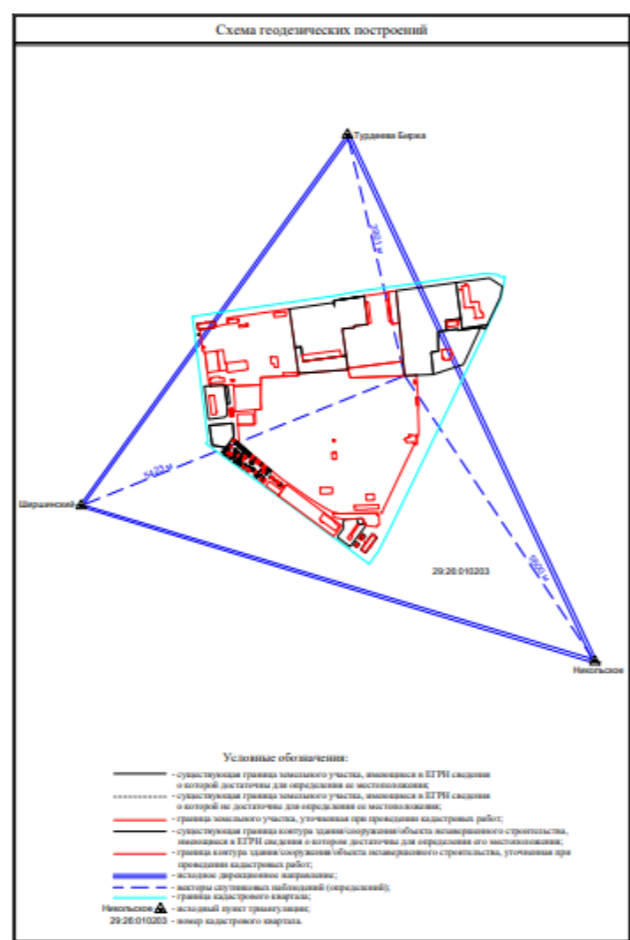 Схема геодезических построений
Турдеева Биржа
5423 м
Ширшинский
29:26:010203
Никольское
Условные обозначения:
- существующая граница земельного участка, имеющиеся в ЕГРН сведения
о которой достаточны для определения ее местоположения;
- существующая граница земельного участка, имеющиеся в ЕГРН сведения
о которой не достаточны для определения ее местоположения;
- граница земельного участка, уточненная при проведении кадастровых работ;
- существующая граница контура здания/сооружения/объекта незавершенного строительства,
имеющиеся в ЕГРН сведения о котором достаточны для определения его местоположения;
- граница контура здания/сооружения/объекта незавершенного строительства, уточненная при
проведении кадастровых работ;
- исходное дирекционное направление;
- векторы спутниковых наблюдений (определений);
- граница кадастрового квартала;
Никольское - исходный пункт триангуляции;
29:26:010203 - номер кадастрового квартала.